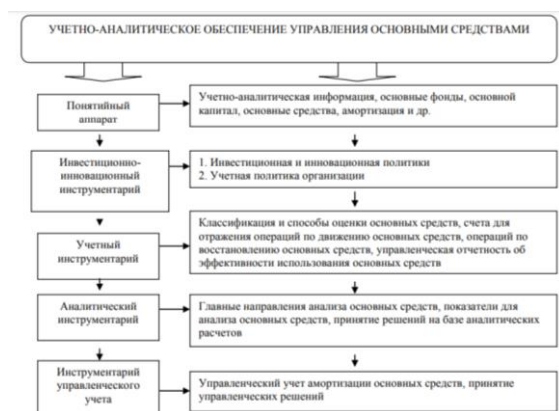 УЧЕТНО-АНАЛИТИЧЕСКОЕ ОБЕСПЕЧЕНИЕ УПРАВЛЕНИЯ ОСНОВНЫМИ СРЕДСТВАМИ
Понятийный
аппарат
Учетно-аналитическая информация, основные фонды, основной
капитал, основные средства, амортизация и др.
Инвестиционно-
инновационный
инструментарий
1. Инвестиционная и инновационная политики
2. Учетная политика организации
Учетный
инструментарий
Классификация и способы оценки основных средств, счета для
отражения операций по движению основных средств, операций по
восстановлению основных средств, управленческая отчетность об
эффективности использования основных средств
Аналитический
инструментарий
Главные направления анализа основных средств, показатели для
анализа основных средств, принятие решений на базе аналитических
расчетов
Инструментарий
управленческого
учета
Управленческий учет амортизации основных средств, принятие
управленческих решений